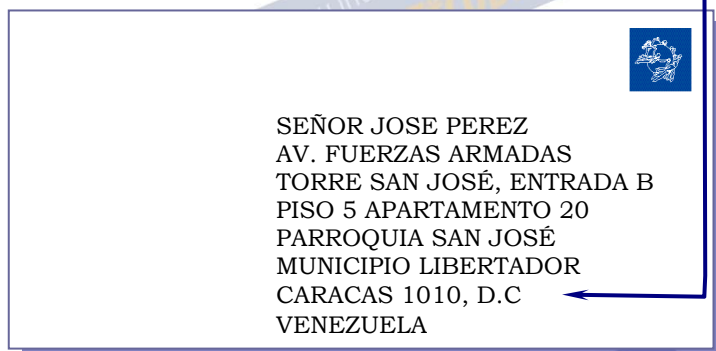 SEÑOR JOSE PEREZ
AV. FUERZAS ARMADAS
TORRE SAN JOSÉ, ENTRADA B
PISO 5 APARTAMENTO 20
PARROQUIA SAN JOSÉ
MUNICIPIO LIBERTADOR
CARACAS 1010, D.C
VENEZUELA